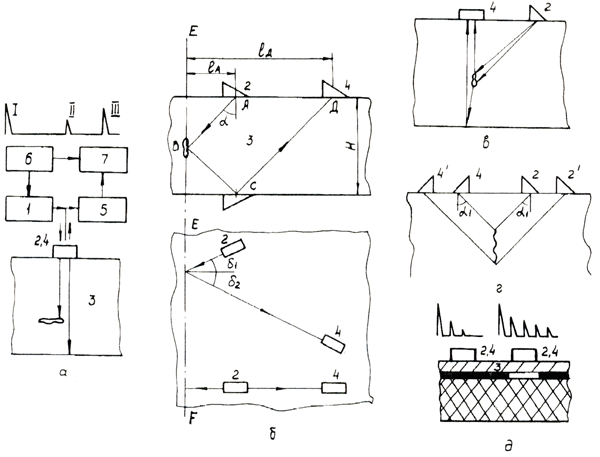 I II III
6 7
1 5
2,4
3
а
E
lд
lА
2 4
А Д
α
В 3 H
С
E
2
δ1
δ2
4
2 4
F
б
4 2
в
4' 4 2 2'
α1 α1
г
2,4 2,4
3
д